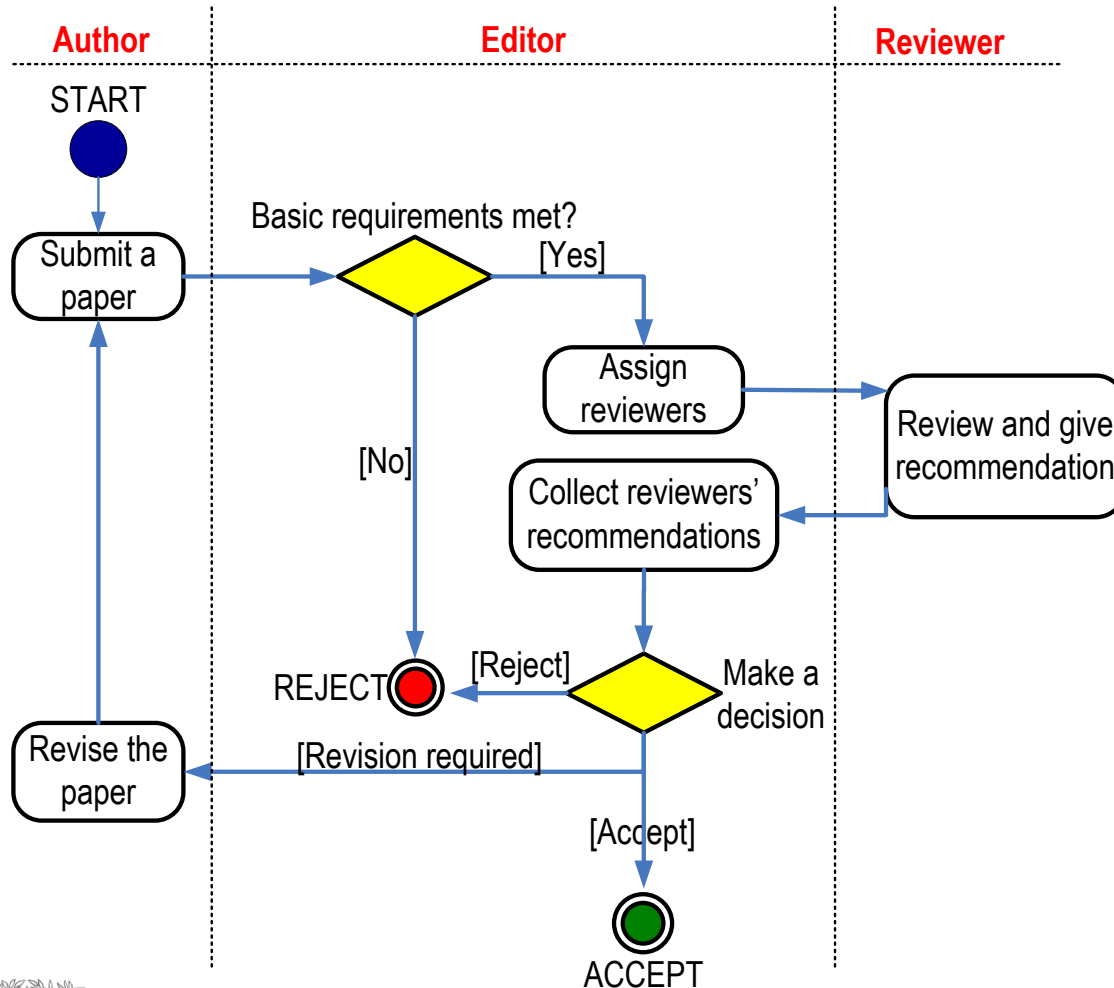 Author
Editor
Reviewer
START
Basic requirements met?
[Yes]
Submit a
paper
Assign
reviewers
Review and give
recommendation
[No]
Collect reviewers’
recommendations
[Reject]
REJECT
Make a
decision
Revise the
paper
[Revision required]
[Accept]
ACCEPT